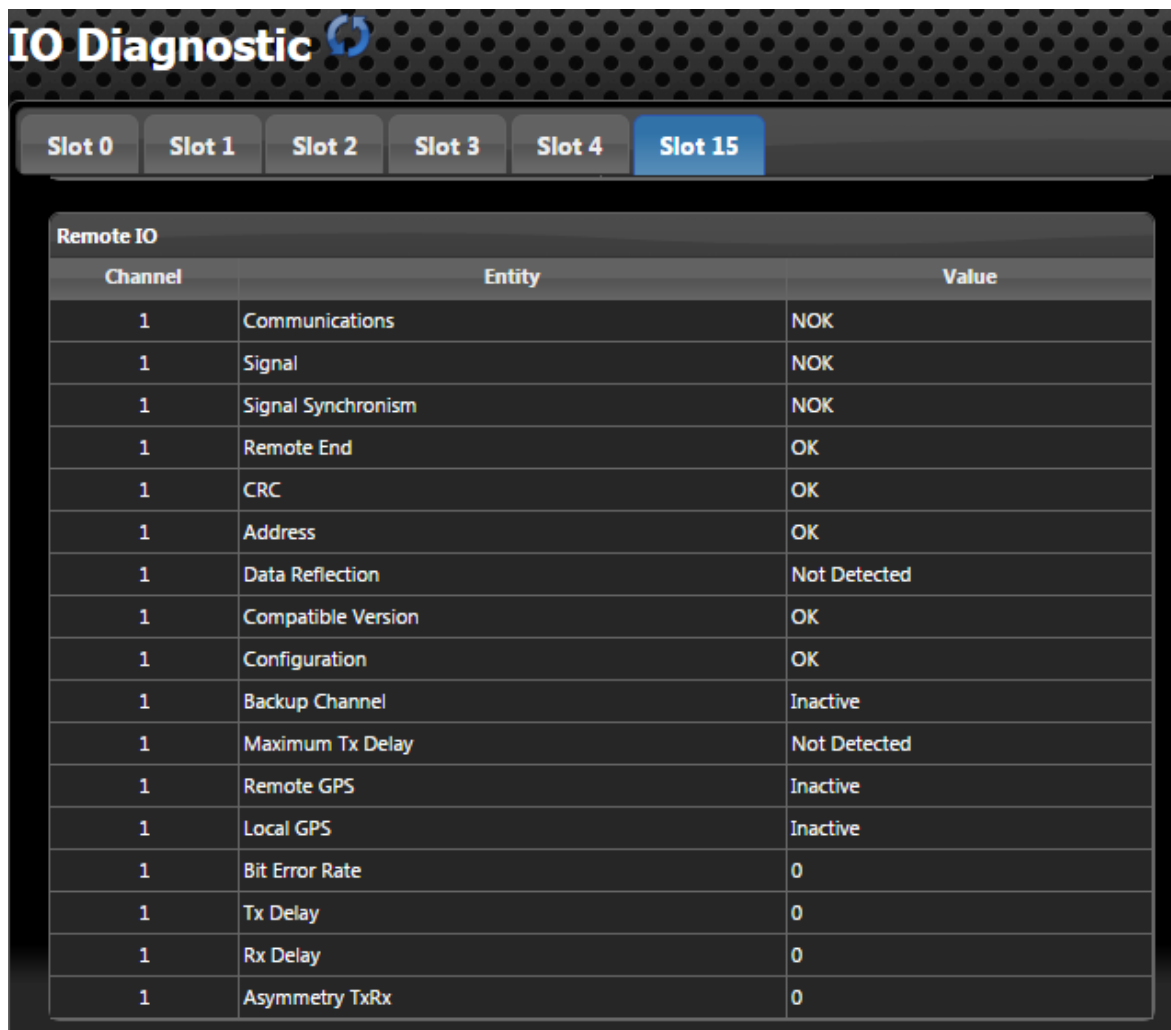 IO Diagnostic
Slot 0 Slot 1 Slot 2 Slot 3 Slot 4 Slot 15
Remote IO
Channel Entity Value
1 Communications NOK
1 Signal NOK
1 Signal Synchronism NOK
1 Remote End OK
1 CRC OK
1 Address OK
1 Data Reflection Not Detected
1 Compatible Version OK
1 Configuration OK
1 Backup Channel Inactive
1 Maximum Tx Delay Not Detected
1 Remote GPS Inactive
1 Local GPS Inactive
1 Bit Error Rate 0
1 Tx Delay 0
1 Rx Delay 0
1 Asymmetry TxRx 0